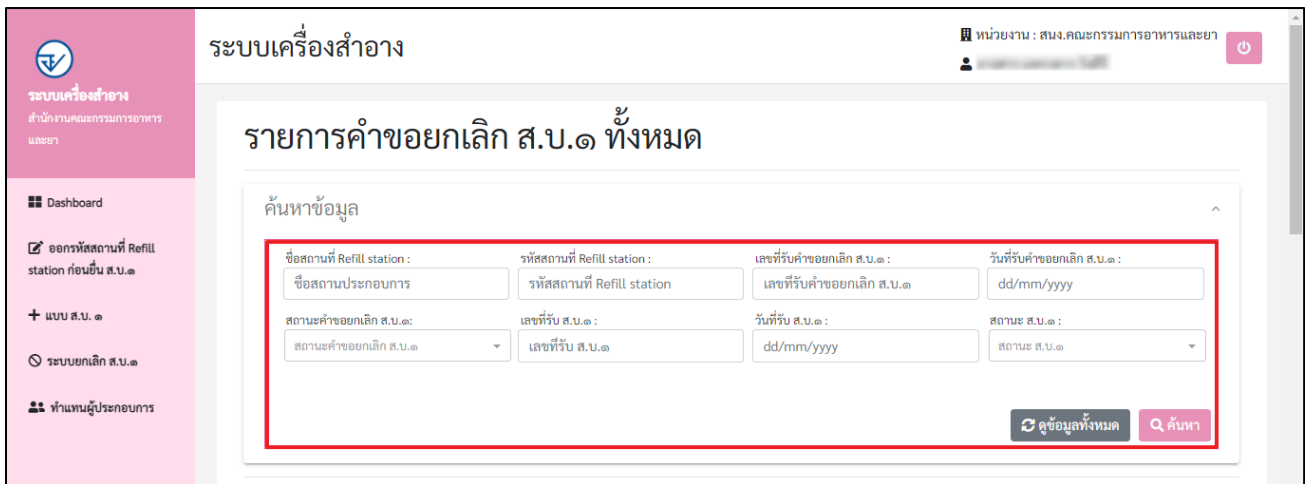 ระบบเครื่องสำอาง
สำนักงานคณะกรรมการอาหาร
และยา
Dashboard
ออกรหัสสถานที่ Refill
station ก่อนยื่น ส.บ.๑
แบบ ส.บ. ๑
ระบบยกเลิก ส.บ.๑
ทำแทนผู้ประกอบการ
ระบบเครื่องสำอาง
หน่วยงาน : สนง.คณะกรรมการอาหารและยา
รายการคำขอยกเลิก ส.บ.๑ ทั้งหมด
ค้นหาข้อมูล
ชื่อสถานที่ Refill station : รหัสสถานที่ Refill station : เลขที่รับคำขอยกเลิก ส.บ.๑ : วันที่รับคำขอยกเลิก ส.บ.๑ :
ชื่อสถานประกอบการ รหัสสถานที่ Refill station เลขที่รับคำขอยกเลิก ส.บ.๑ dd/mm/yyyy
สถานะคำขอยกเลิก ส.บ.๑: เลขที่รับ ส.บ.๑ : วันที่รับ ส.บ.๑ : สถานะ ส.บ.๑ :
สถานะคำขอยกเลิก ส.บ.๑ เลขที่รับ ส.บ.๑ dd/mm/yyyy สถานะ ส.บ.๑
ดูข้อมูลทั้งหมด ค้นหา